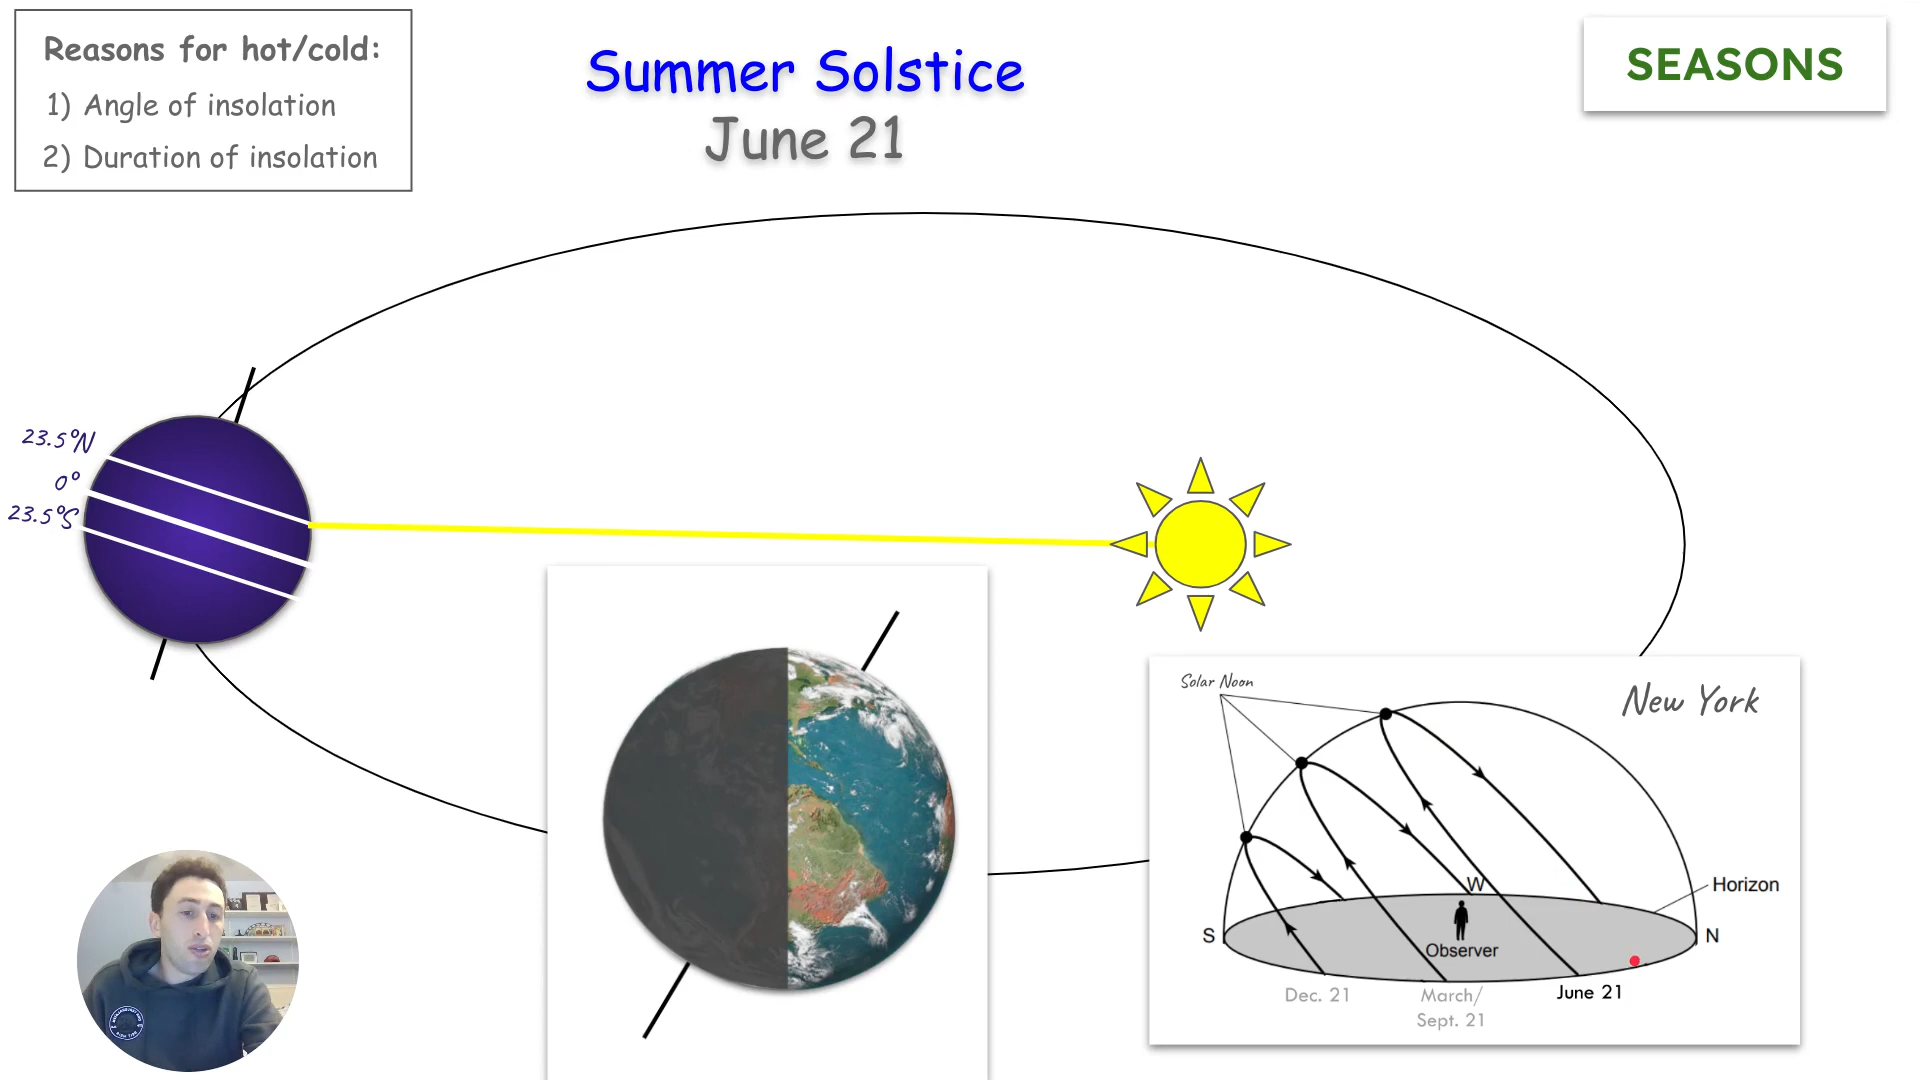 Reasons for hot/cold:
1) Angle of insolation
2) Duration of insolation
Summer Solstice
June 21
SEASONS
23.5°N
0°
23.5°S
Solar Noon
New York
W
Horizon
S
N
Observer
Dec. 21
March/
Sept. 21
June 21